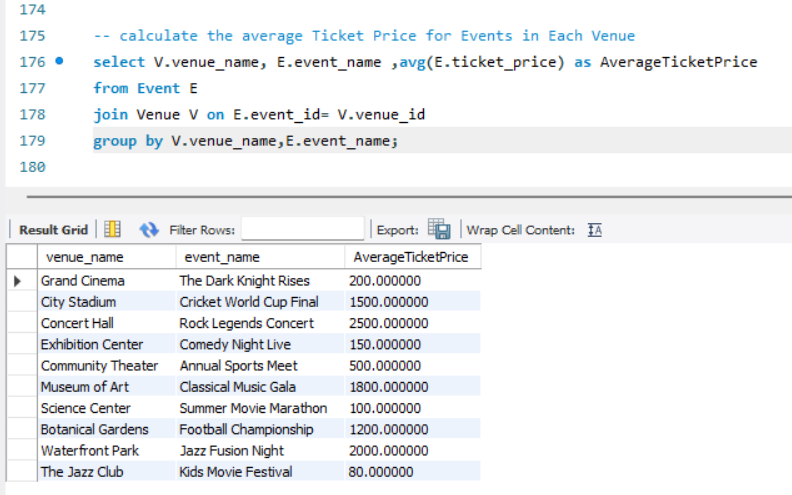 174
175 -- calculate the average Ticket Price for Events in Each Venue
176 select V.venue_name, E.event_name ,avg(E.ticket_price) as AverageTicketPrice
177 from Event E
178 join Venue V on E.event_id= V.venue_id
179 group by V.venue_name,E.event_name;
180
Result Grid Filter Rows: Export: Wrap Cell Content: IA
venue_name event_name AverageTicketPrice
Grand Cinema The Dark Knight Rises 200.000000
City Stadium Cricket World Cup Final 1500.000000
Concert Hall Rock Legends Concert 2500.000000
Exhibition Center Comedy Night Live 150.000000
Community Theater Annual Sports Meet 500.000000
Museum of Art Classical Music Gala 1800.000000
Science Center Summer Movie Marathon 100.000000
Botanical Gardens Football Championship 1200.000000
Waterfront Park Jazz Fusion Night 2000.000000
The Jazz Club Kids Movie Festival 80.000000